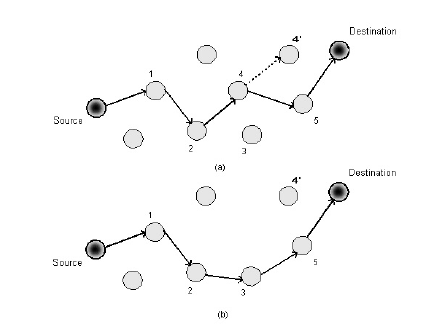 Destination
4'
1
4
Source
5
2
3
(a)
Destination
4'
1
Source
5
2
3
(b)